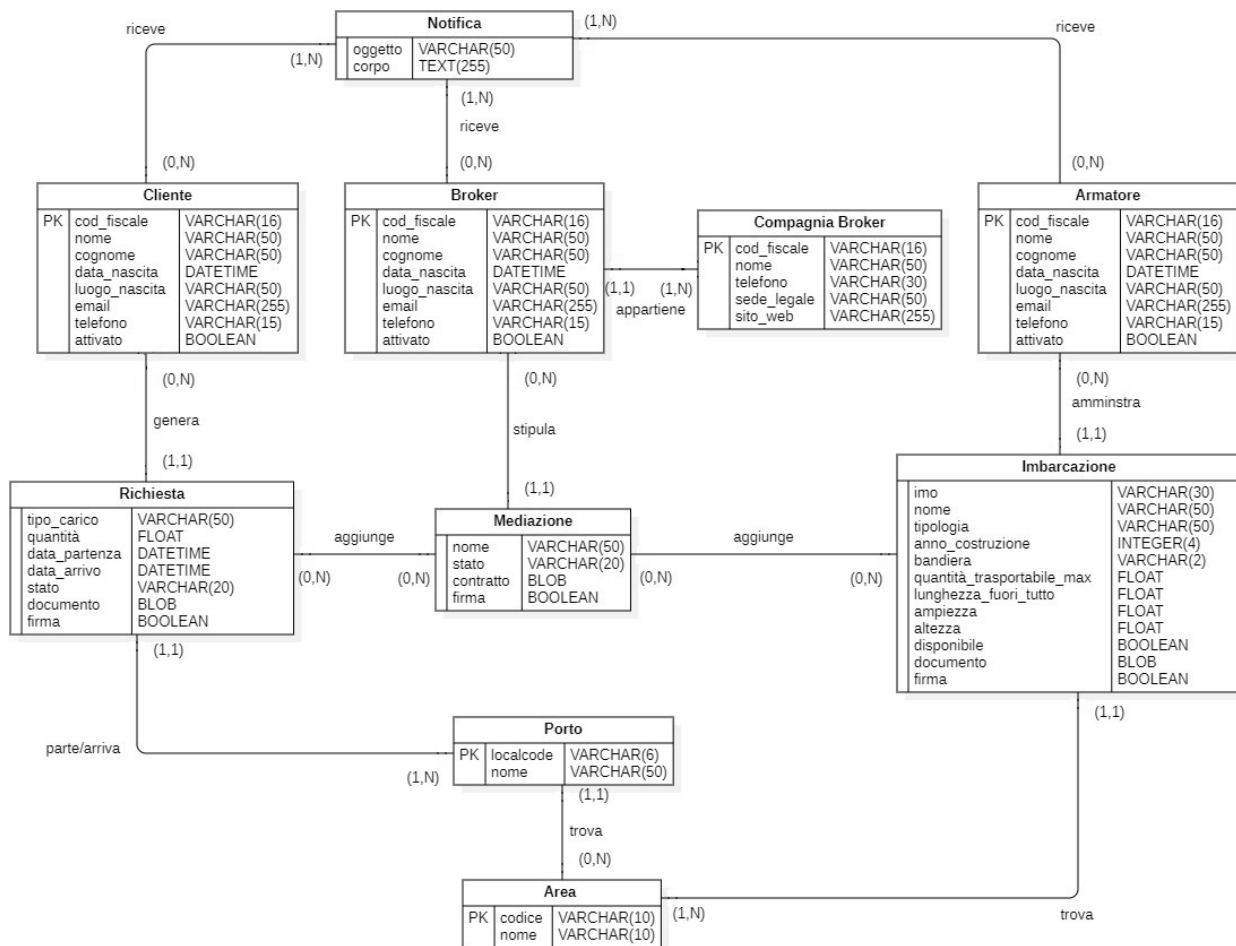 riceve
Notifica
(1,N)
riceve
oggetto VARCHAR(50)
corpo TEXT(255)
(1,N)
(1,N)
riceve
(0,N)
(0,N)
(0,N)
Cliente
PK cod_fiscale VARCHAR(16)
nome VARCHAR(50)
cognome VARCHAR(50)
data_nascita DATETIME
luogo_nascita VARCHAR(50)
email VARCHAR(255)
telefono VARCHAR(15)
attivato BOOLEAN
Broker
PK cod_fiscale VARCHAR(16)
nome VARCHAR(50)
cognome VARCHAR(50)
data_nascita DATETIME
luogo_nascita VARCHAR(50)
email VARCHAR(255)
telefono VARCHAR(15)
attivato BOOLEAN
(1,1)
(1,N)
appartiene
Compagnia Broker
PK cod_fiscale VARCHAR(16)
nome VARCHAR(50)
telefono VARCHAR(30)
sede_legale VARCHAR(50)
sito_web VARCHAR(255)
Armatore
PK cod_fiscale VARCHAR(16)
nome VARCHAR(50)
cognome VARCHAR(50)
data_nascita DATETIME
luogo_nascita VARCHAR(50)
email VARCHAR(255)
telefono VARCHAR(15)
attivato BOOLEAN
(0,N)
(0,N)
(0,N)
genera
stipula
amminstra
(1,1)
(1,1)
(1,1)
Richiesta
tipo_carico VARCHAR(50)
quantità FLOAT
data_partenza DATETIME
data_arrivo DATETIME
stato VARCHAR(20)
documento BLOB
firma BOOLEAN
aggiunge
(0,N)
(0,N)
Mediazione
nome VARCHAR(50)
stato VARCHAR(20)
contratto BLOB
firma BOOLEAN
aggiunge
(0,N)
(0,N)
Imbarcazione
imo VARCHAR(30)
nome VARCHAR(50)
tipologia VARCHAR(50)
anno_costruzione INTEGER(4)
bandiera VARCHAR(2)
quantità_trasportabile_max FLOAT
lunghezza_fuori_tutto FLOAT
ampiezza FLOAT
altezza FLOAT
disponibile BOOLEAN
documento BLOB
firma BOOLEAN
(1,1)
(1,1)
parte/arriva
(1,N)
Porto
PK localcode VARCHAR(6)
nome VARCHAR(50)
(1,1)
trova
(0,N)
Area
PK codice VARCHAR(10)
nome VARCHAR(10)
(1,N)
trova